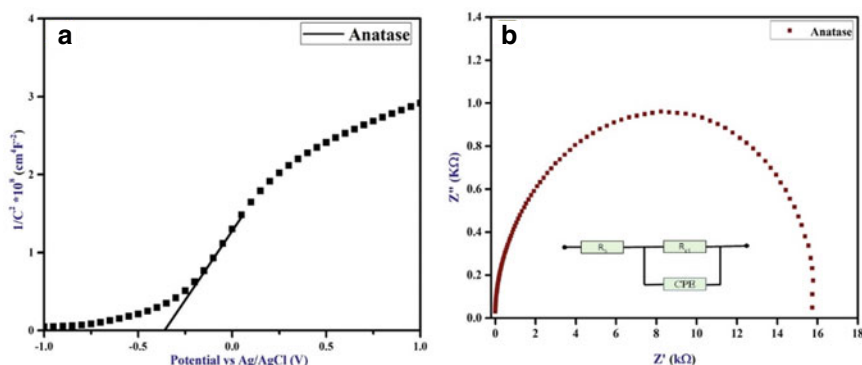 a
Anatase
4
3
2
1
0
1/C² *10⁹ (cm⁴F⁻²)
-1.0 -0.5 0.0 0.5 1.0
Potential vs Ag/AgCl (V)
b
Anatase
1.4
1.2
1.0
0.8
0.6
0.4
0.2
0.0
Z" (KΩ)
CPE
0 2 4 6 8 10 12 14 16 18
Z' (kΩ)